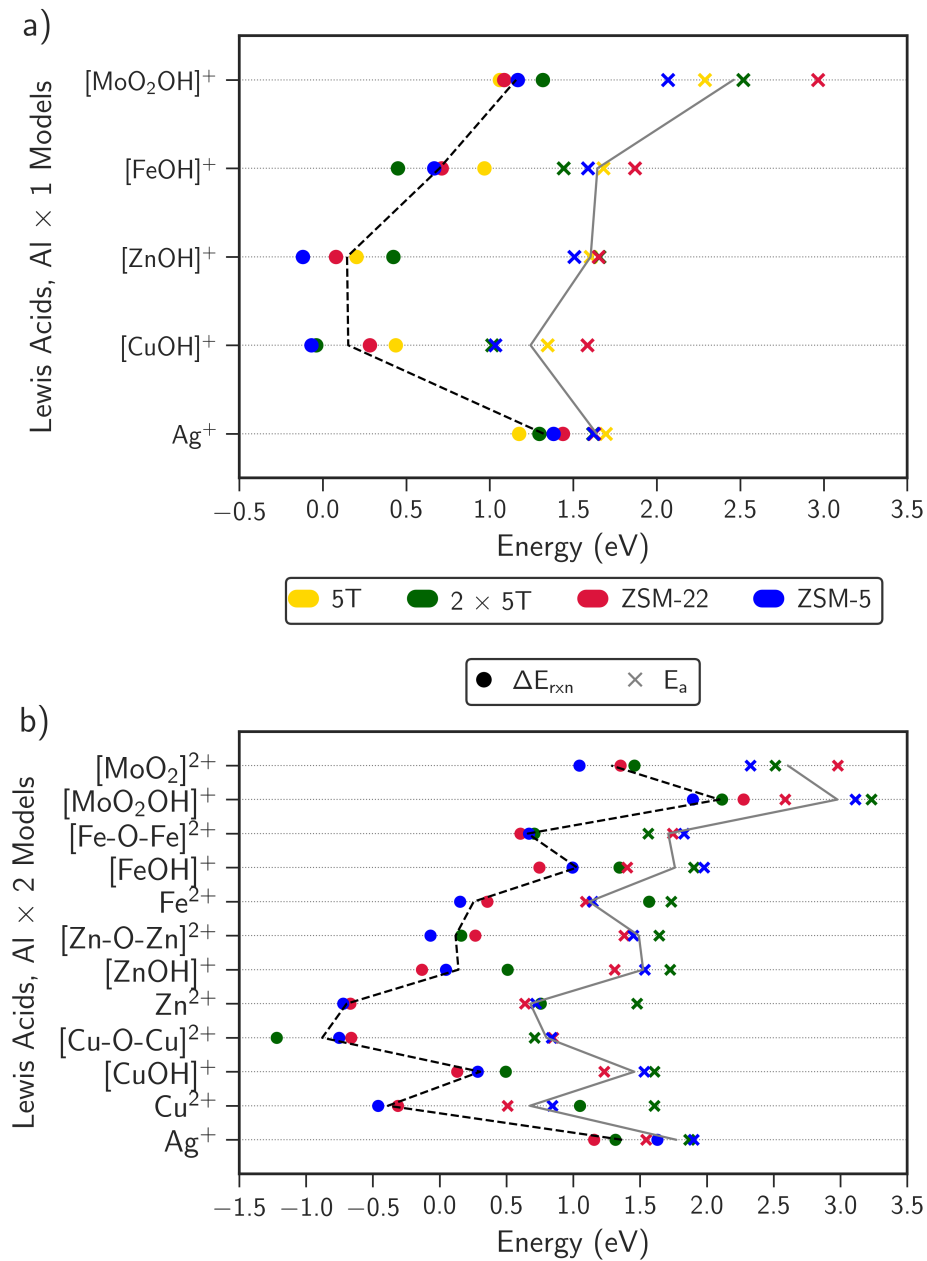 a)
Lewis Acids, Al × 1 Models
[MoO₂OH]⁺
[FeOH]⁺
[ZnOH]⁺
[CuOH]⁺
Ag⁺
−0.5 0.0 0.5 1.0 1.5 2.0 2.5 3.0 3.5
Energy (eV)
5T 2 × 5T ZSM-22 ZSM-5
ΔE_rxn E_a
b)
Lewis Acids, Al × 2 Models
[MoO₂]²⁺
[MoO₂OH]⁺
[Fe-O-Fe]²⁺
[FeOH]⁺
Fe²⁺
[Zn-O-Zn]²⁺
[ZnOH]⁺
Zn²⁺
[Cu-O-Cu]²⁺
[CuOH]⁺
Cu²⁺
Ag⁺
−1.5 −1.0 −0.5 0.0 0.5 1.0 1.5 2.0 2.5 3.0 3.5
Energy (eV)